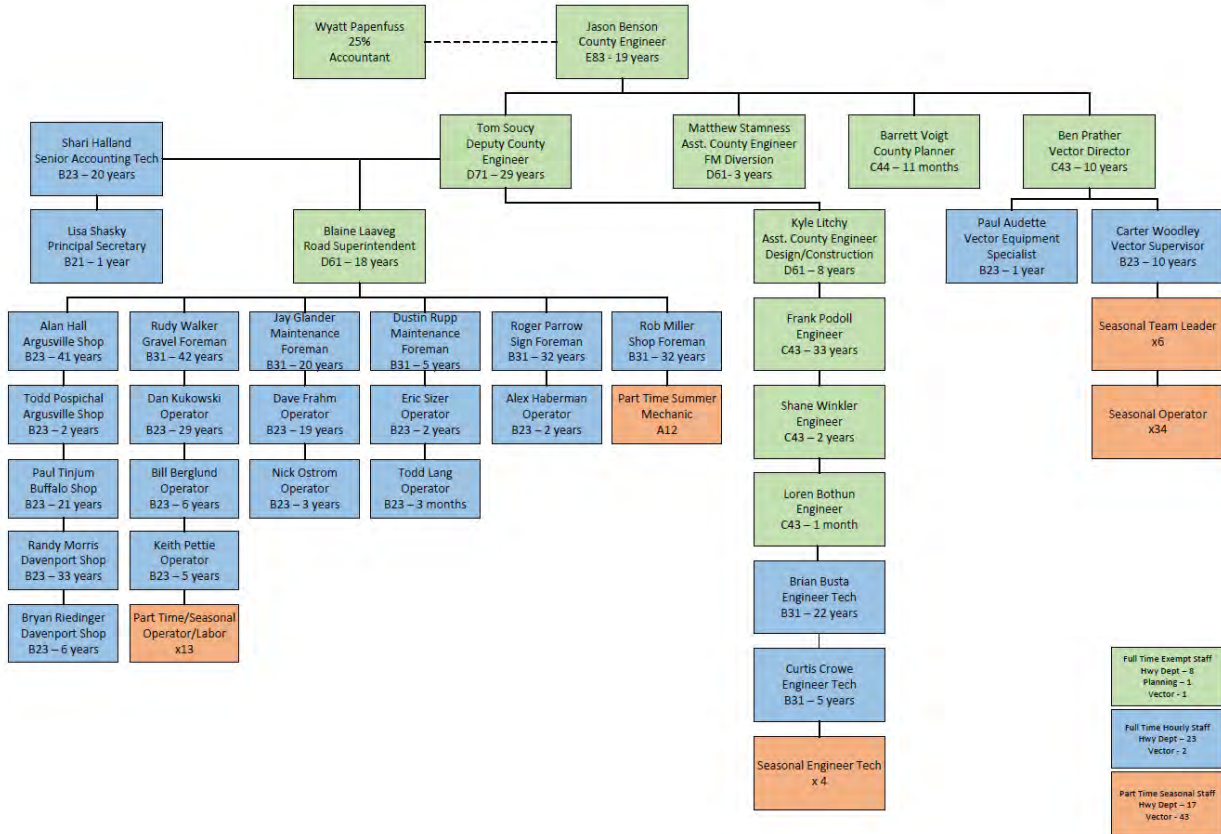 Wyatt Papenfuss
25%
Accountant
Jason Benson
County Engineer
E83 - 19 years
Shari Halland
Senior Accounting Tech
B23 – 20 years
Tom Soucy
Deputy County
Engineer
D71 – 29 years
Matthew Stamness
Asst. County Engineer
FM Diversion
D61- 3 years
Barrett Voigt
County Planner
C44 – 11 months
Ben Prather
Vector Director
C43 – 10 years
Lisa Shasky
Principal Secretary
B21 – 1 year
Blaine Laaveg
Road Superintendent
D61 – 18 years
Kyle Litchy
Asst. County Engineer
Design/Construction
D61 – 8 years
Paul Audette
Vector Equipment
Specialist
B23 – 1 year
Carter Woodley
Vector Supervisor
B23 – 10 years
Alan Hall
Argusville Shop
B23 – 41 years
Rudy Walker
Gravel Foreman
B31 – 42 years
Jay Glander
Maintenance
Foreman
B31 – 20 years
Dustin Rupp
Maintenance
Foreman
B31 – 5 years
Roger Parrow
Sign Foreman
B31 – 32 years
Rob Miller
Shop Foreman
B31 – 32 years
Frank Podoll
Engineer
C43 – 33 years
Seasonal Team Leader
x6
Todd Pospichal
Argusville Shop
B23 – 2 years
Dan Kukowski
Operator
B23 – 29 years
Dave Frahm
Operator
B23 – 19 years
Eric Sizer
Operator
B23 – 2 years
Alex Haberman
Operator
B23 – 2 years
Part Time Summer
Mechanic
A12
Shane Winkler
Engineer
C43 – 2 years
Seasonal Operator
x34
Paul Tinjum
Buffalo Shop
B23 – 21 years
Bill Berglund
Operator
B23 – 6 years
Nick Ostrom
Operator
B23 – 3 years
Todd Lang
Operator
B23 – 3 months
Loren Bothun
Engineer
C43 – 1 month
Randy Morris
Davenport Shop
B23 – 33 years
Keith Pettie
Operator
B23 – 5 years
Brian Busta
Engineer Tech
B31 – 22 years
Bryan Riedinger
Davenport Shop
B23 – 6 years
Part Time/Seasonal
Operator/Labor
x13
Curtis Crowe
Engineer Tech
B31 – 5 years
Seasonal Engineer Tech
x 4
Full Time Exempt Staff
Hwy Dept – 8
Planning – 1
Vector - 1
Full Time Hourly Staff
Hwy Dept – 23
Vector - 2
Part Time Seasonal Staff
Hwy Dept – 17
Vector - 43